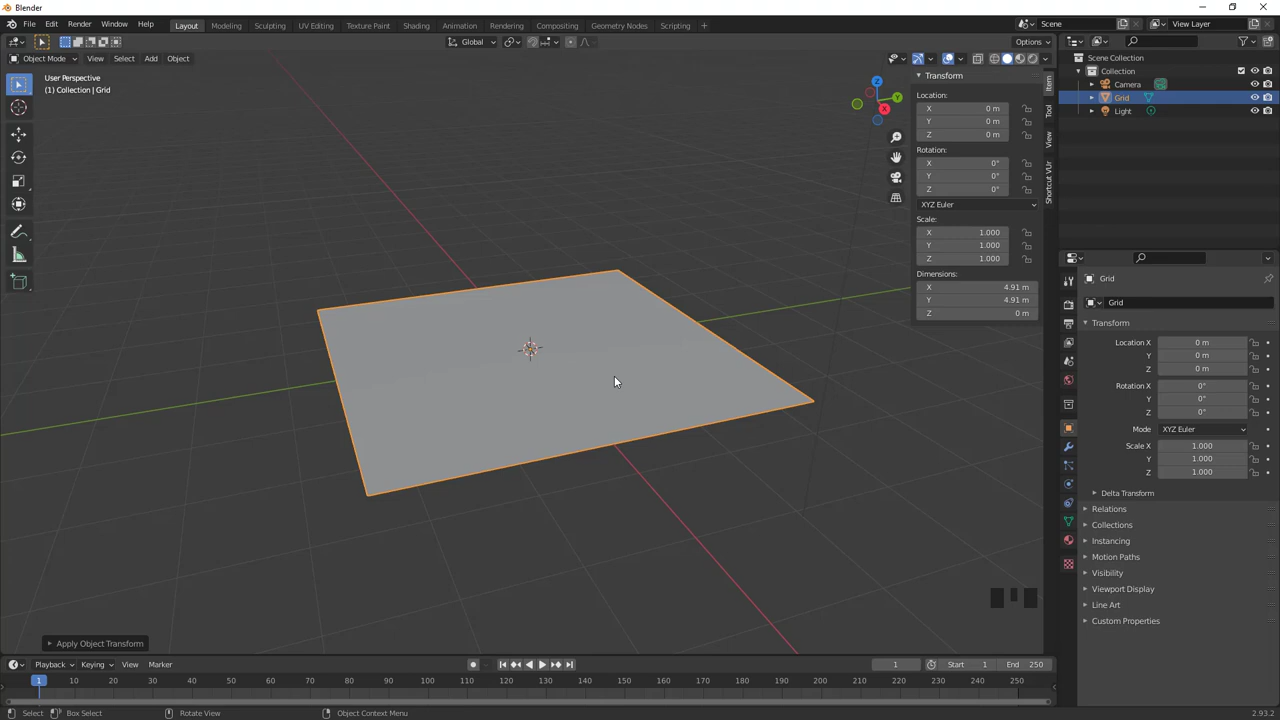 Blender
File Edit Render Window Help Layout Modeling Sculpting UV Editing Texture Paint Shading Animation Rendering Compositing Geometry Nodes Scripting + Scene View Layer
Global Options
Object Mode View Select Add Object
User Perspective
(1) Collection | Grid
Z
Y
X
Transform
Location:
X 0 m
Y 0 m
Z 0 m
Rotation:
X 0°
Y 0°
Z 0°
XYZ Euler
Scale:
X 1.000
Y 1.000
Z 1.000
Dimensions:
X 4.91 m
Y 4.91 m
Z 0 m
Item
Tool
View
Shortcut VUr
Scene Collection
Collection
Camera
Grid
Light
Grid
Grid
Transform
Location X 0 m
Y 0 m
Z 0 m
Rotation X 0°
Y 0°
Z 0°
Mode XYZ Euler
Scale X 1.000
Y 1.000
Z 1.000
Delta Transform
Relations
Collections
Instancing
Motion Paths
Visibility
Viewport Display
Line Art
Custom Properties
Apply Object Transform
Playback Keying View Marker 1 Start 1 End 250
1 10 20 30 40 50 60 70 80 90 100 110 120 130 140 150 160 170 180 190 200 210 220 230 240 250
Select Box Select Rotate View Object Context Menu 2.93.2